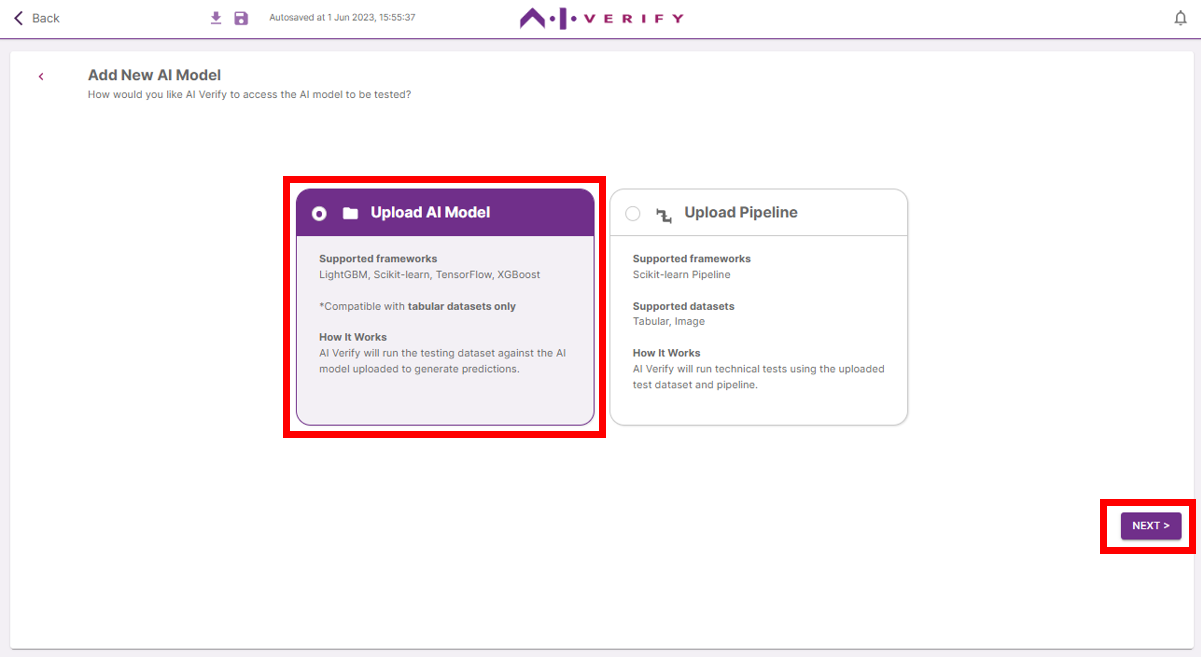 Back
Autosaved at 1 Jun 2023, 15:55:37
AI VERIFY
Add New AI Model
How would you like AI Verify to access the AI model to be tested?
Upload AI Model
Supported frameworks
LightGBM, Scikit-learn, TensorFlow, XGBoost
*Compatible with tabular datasets only
How It Works
AI Verify will run the testing dataset against the AI
model uploaded to generate predictions.
Upload Pipeline
Supported frameworks
Scikit-learn Pipeline
Supported datasets
Tabular, Image
How It Works
AI Verify will run technical tests using the uploaded
test dataset and pipeline.
NEXT >